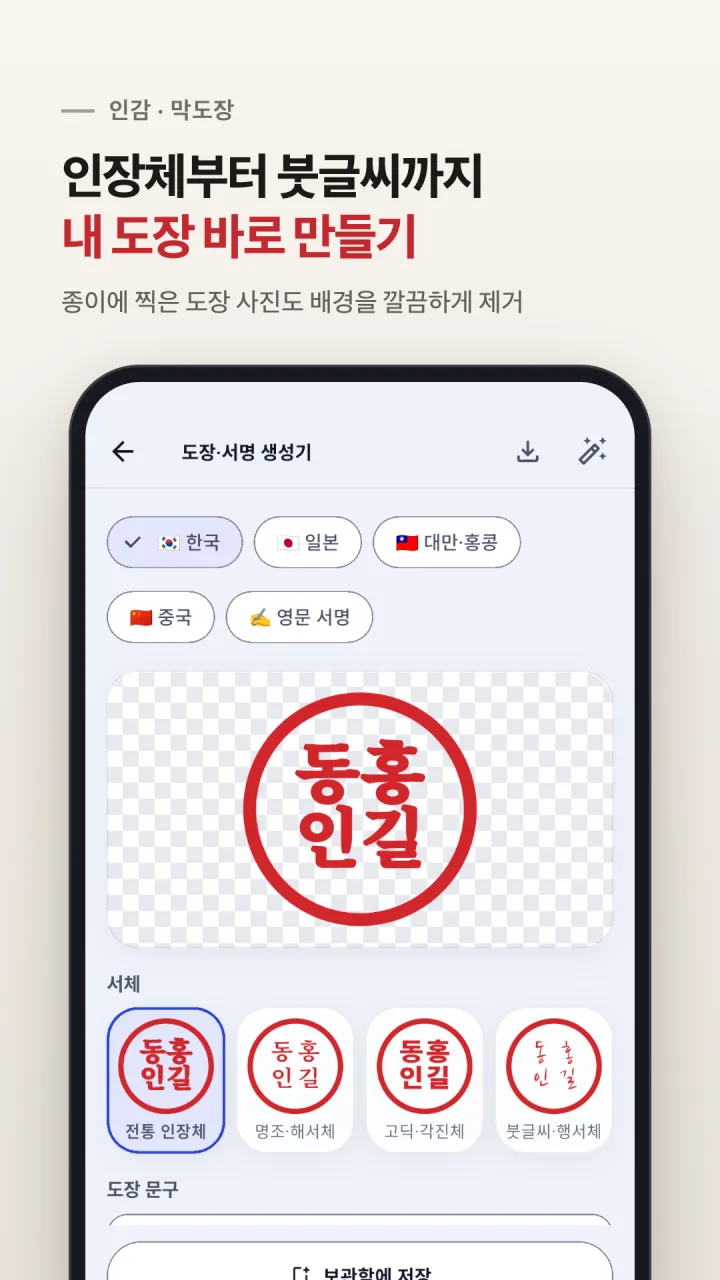 인감 · 막도장
인장체부터 붓글씨까지
내 도장 바로 만들기
종이에 찍은 도장 사진도 배경을 깔끔하게 제거
도장·서명 생성기
한국
일본
대만·홍콩
중국
영문 서명
동홍
인길
서체
동홍
인길
동홍
인길
동홍
인길
동홍
인길
전통 인장체
명조·해서체
고딕·각진체
붓글씨·행서체
도장 문구
보관함에 저장